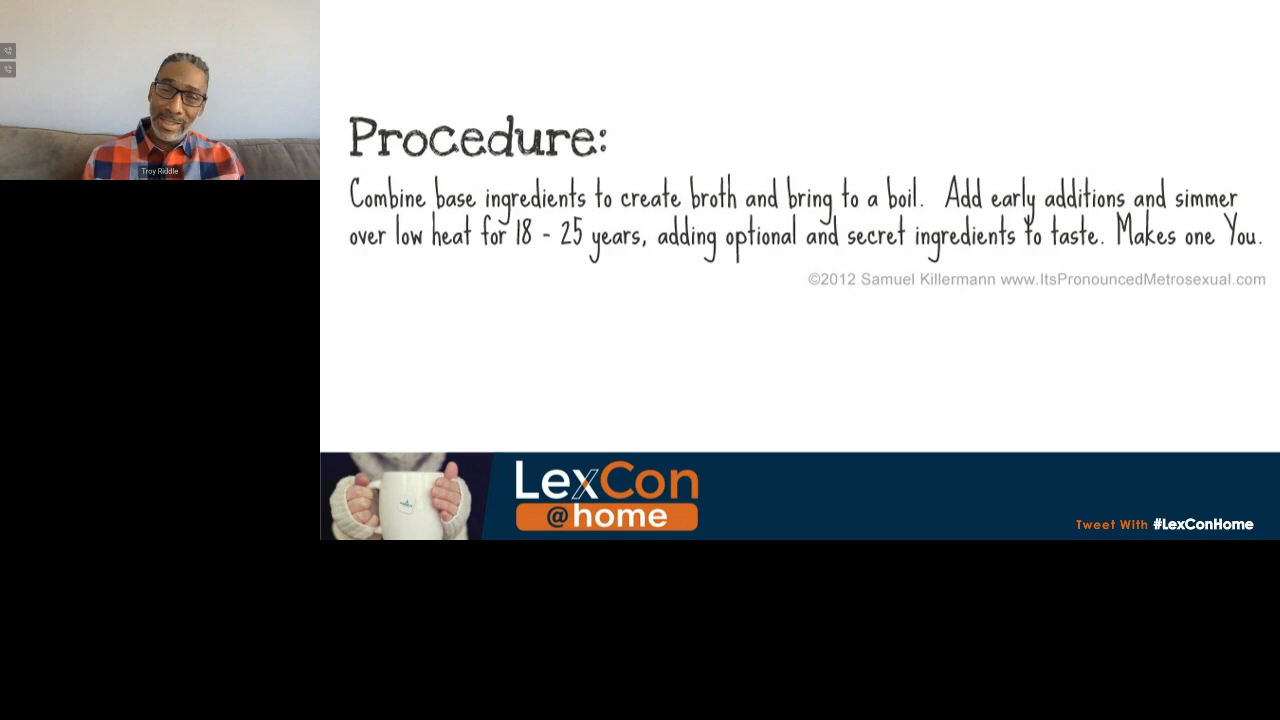 Troy Riddle
Procedure:
Combine base ingredients to create broth and bring to a boil. Add early additions and simmer
over low heat for 18 - 25 years, adding optional and secret ingredients to taste. Makes one You.
©2012 Samuel Killermann www.ItsPronouncedMetrosexual.com
LexCon
@home
Tweet With #LexConHome